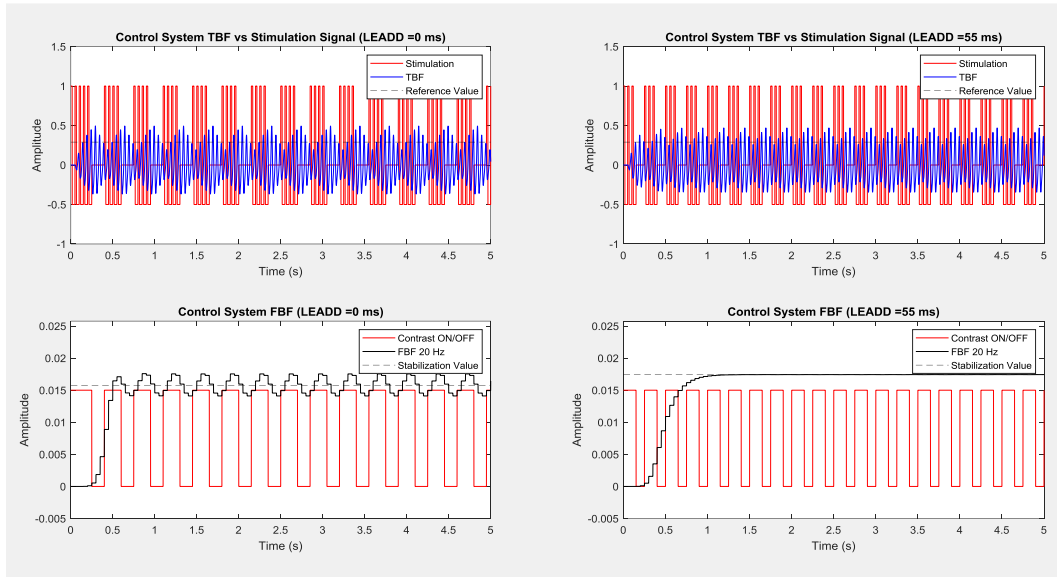 Control System TBF vs Stimulation Signal (LEADD =0 ms)
1.5
1
0.5
0
-0.5
-1
Amplitude
Stimulation
TBF
Reference Value
0 0.5 1 1.5 2 2.5 3 3.5 4 4.5 5
Time (s)
Control System TBF vs Stimulation Signal (LEADD =55 ms)
1.5
1
0.5
0
-0.5
-1
Amplitude
Stimulation
TBF
Reference Value
0 0.5 1 1.5 2 2.5 3 3.5 4 4.5 5
Time (s)
Control System FBF (LEADD =0 ms)
0.025
0.02
0.015
0.01
0.005
0
-0.005
Amplitude
Contrast ON/OFF
FBF 20 Hz
Stabilization Value
0 0.5 1 1.5 2 2.5 3 3.5 4 4.5 5
Time (s)
Control System FBF (LEADD =55 ms)
0.025
0.02
0.015
0.01
0.005
0
-0.005
Amplitude
Contrast ON/OFF
FBF 20 Hz
Stabilization Value
0 0.5 1 1.5 2 2.5 3 3.5 4 4.5 5
Time (s)